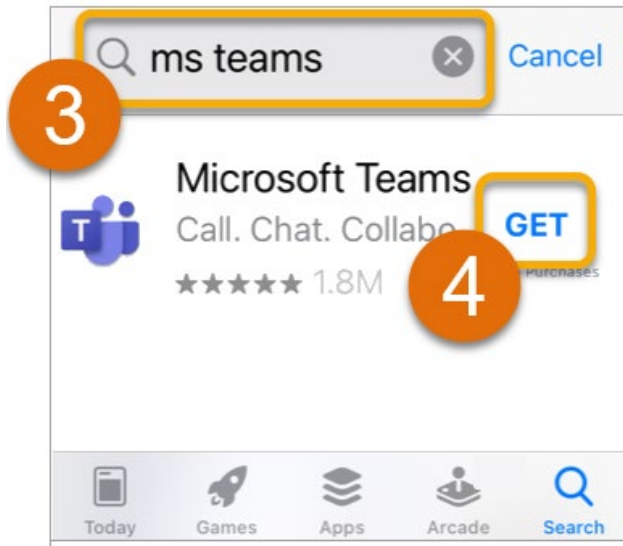 ms teams
Cancel
3
Microsoft Teams
T
Call. Chat. Collabo
GET
1.8M
4
Purchases
Today
Games
Apps
Arcade
Search